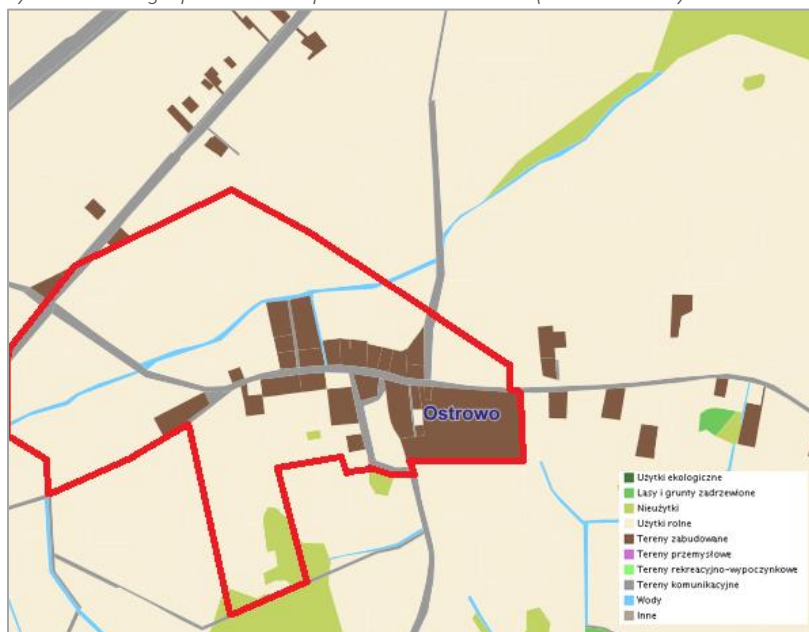 Ostrowo
Użytki ekologiczne
Lasy i grunty zadrzewione
Nieużytki
Użytki rolne
Tereny zabudowane
Tereny przemysłowe
Tereny rekreacyjno-wypoczynkowe
Tereny komunikacyjne
Wody
Inne